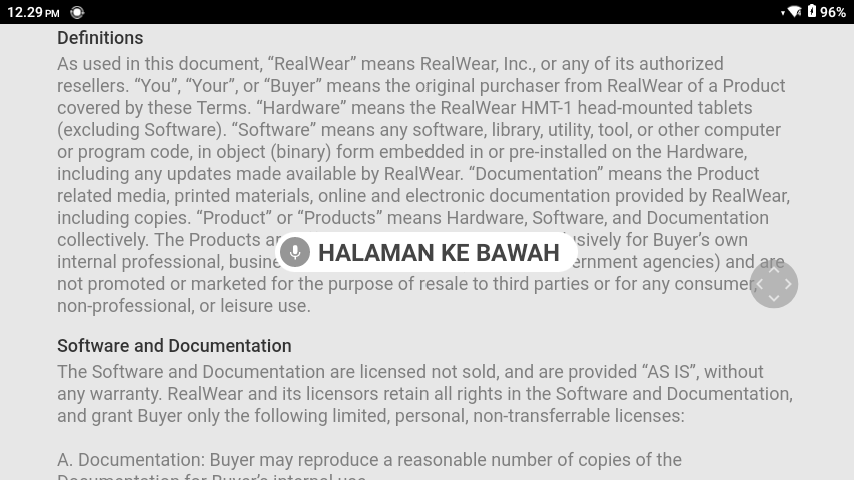 12.29 PM
96%
Definitions
As used in this document, “RealWear” means RealWear, Inc., or any of its authorized
resellers. “You”, “Your”, or “Buyer” means the original purchaser from RealWear of a Product
covered by these Terms. “Hardware” means the RealWear HMT-1 head-mounted tablets
(excluding Software). “Software” means any software, library, utility, tool, or other computer
or program code, in object (binary) form embedded in or pre-installed on the Hardware,
including any updates made available by RealWear. “Documentation” means the Product
related media, printed materials, online and electronic documentation provided by RealWear,
including copies. “Product” or “Products” means Hardware, Software, and Documentation
collectively. The Products for Buyer’s own
HALAMAN KE BAWAH
internal professional, agencies) and are
not promoted or marketed for the purpose of resale to third parties or for any consumer,
non-professional, or leisure use.
Software and Documentation
The Software and Documentation are licensed not sold, and are provided “AS IS”, without
any warranty. RealWear and its licensors retain all rights in the Software and Documentation,
and grant Buyer only the following limited, personal, non-transferrable licenses:
A. Documentation: Buyer may reproduce a reasonable number of copies of the
Documentation for Buyer’s internal use